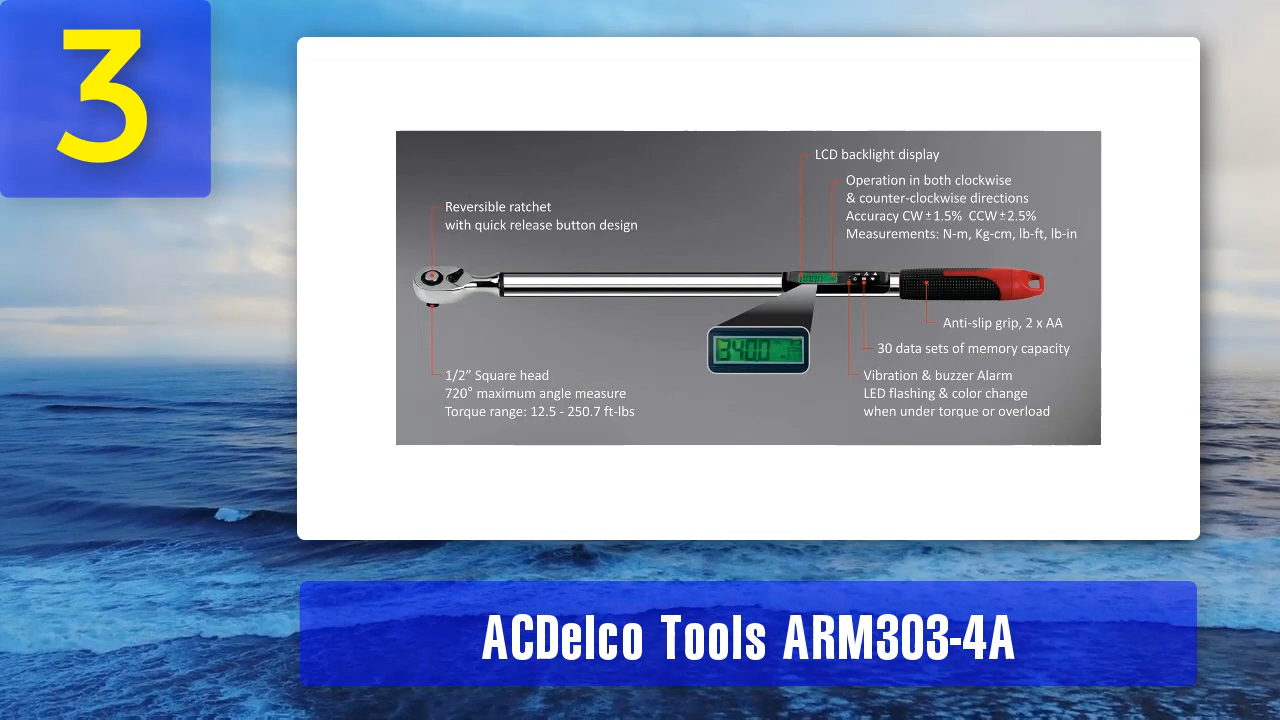 3
LCD backlight display
Operation in both clockwise
& counter-clockwise directions
Accuracy CW ± 1.5% CCW ± 2.5%
Measurements: N-m, Kg-cm, lb-ft, lb-in
Reversible ratchet
with quick release button design
340.0
Anti-slip grip, 2 x AA
30 data sets of memory capacity
1/2” Square head
720° maximum angle measure
Torque range: 12.5 - 250.7 ft-lbs
Vibration & buzzer Alarm
LED flashing & color change
when under torque or overload
ACDelco Tools ARM303-4A